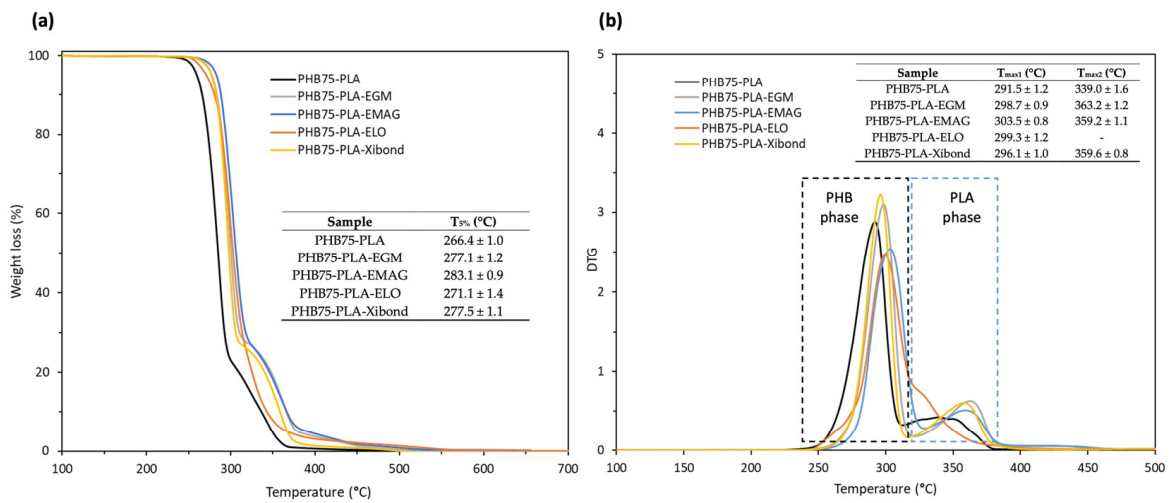 (a)
100
80
60
40
20
0
Weight loss (%)
PHB75-PLA
PHB75-PLA-EGM
PHB75-PLA-EMAG
PHB75-PLA-ELO
PHB75-PLA-Xibond
Sample T5% (°C)
PHB75-PLA 266.4 ± 1.0
PHB75-PLA-EGM 277.1 ± 1.2
PHB75-PLA-EMAG 283.1 ± 0.9
PHB75-PLA-ELO 271.1 ± 1.4
PHB75-PLA-Xibond 277.5 ± 1.1
100 200 300 400 500 600 700
Temperature (°C)
(b)
5
4
3
2
1
0
DTG
PHB75-PLA
PHB75-PLA-EGM
PHB75-PLA-EMAG
PHB75-PLA-ELO
PHB75-PLA-Xibond
Sample Tmax1 (°C) Tmax2 (°C)
PHB75-PLA 291.5 ± 1.2 339.0 ± 1.6
PHB75-PLA-EGM 298.7 ± 0.9 363.2 ± 1.2
PHB75-PLA-EMAG 303.5 ± 0.8 359.2 ± 1.1
PHB75-PLA-ELO 299.3 ± 1.2 -
PHB75-PLA-Xibond 296.1 ± 1.0 359.6 ± 0.8
PHB
phase
PLA
phase
100 150 200 250 300 350 400 450 500
Temperature (°C)